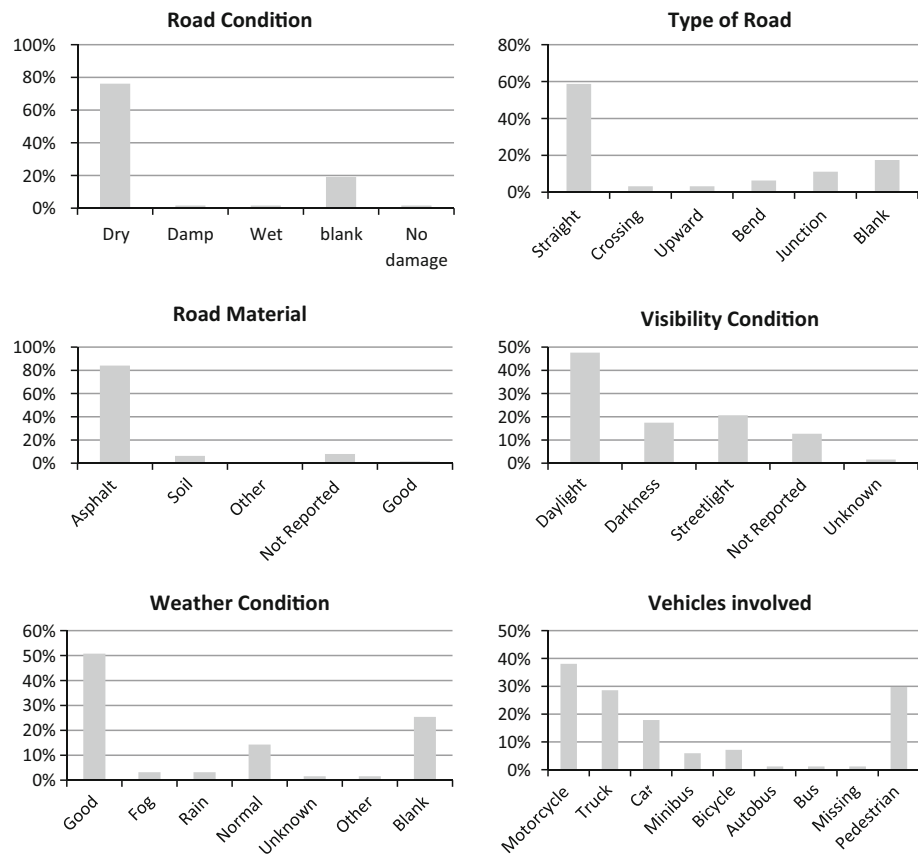 Road Condition
100%
80%
60%
40%
20%
0%
Dry Damp Wet blank No
damage
Type of Road
80%
60%
40%
20%
0%
Straight Crossing Upward Bend Junction Blank
Road Material
100%
80%
60%
40%
20%
0%
Asphalt Soil Other Not Reported Good
Visibility Condition
50%
40%
30%
20%
10%
0%
Daylight Darkness Streetlight Not Reported Unknown
Weather Condition
60%
50%
40%
30%
20%
10%
0%
Good Fog Rain Normal Unknown Other Blank
Vehicles involved
50%
40%
30%
20%
10%
0%
Motorcycle Truck Car Minibus Bicycle Autobus Bus Missing Pedestrian